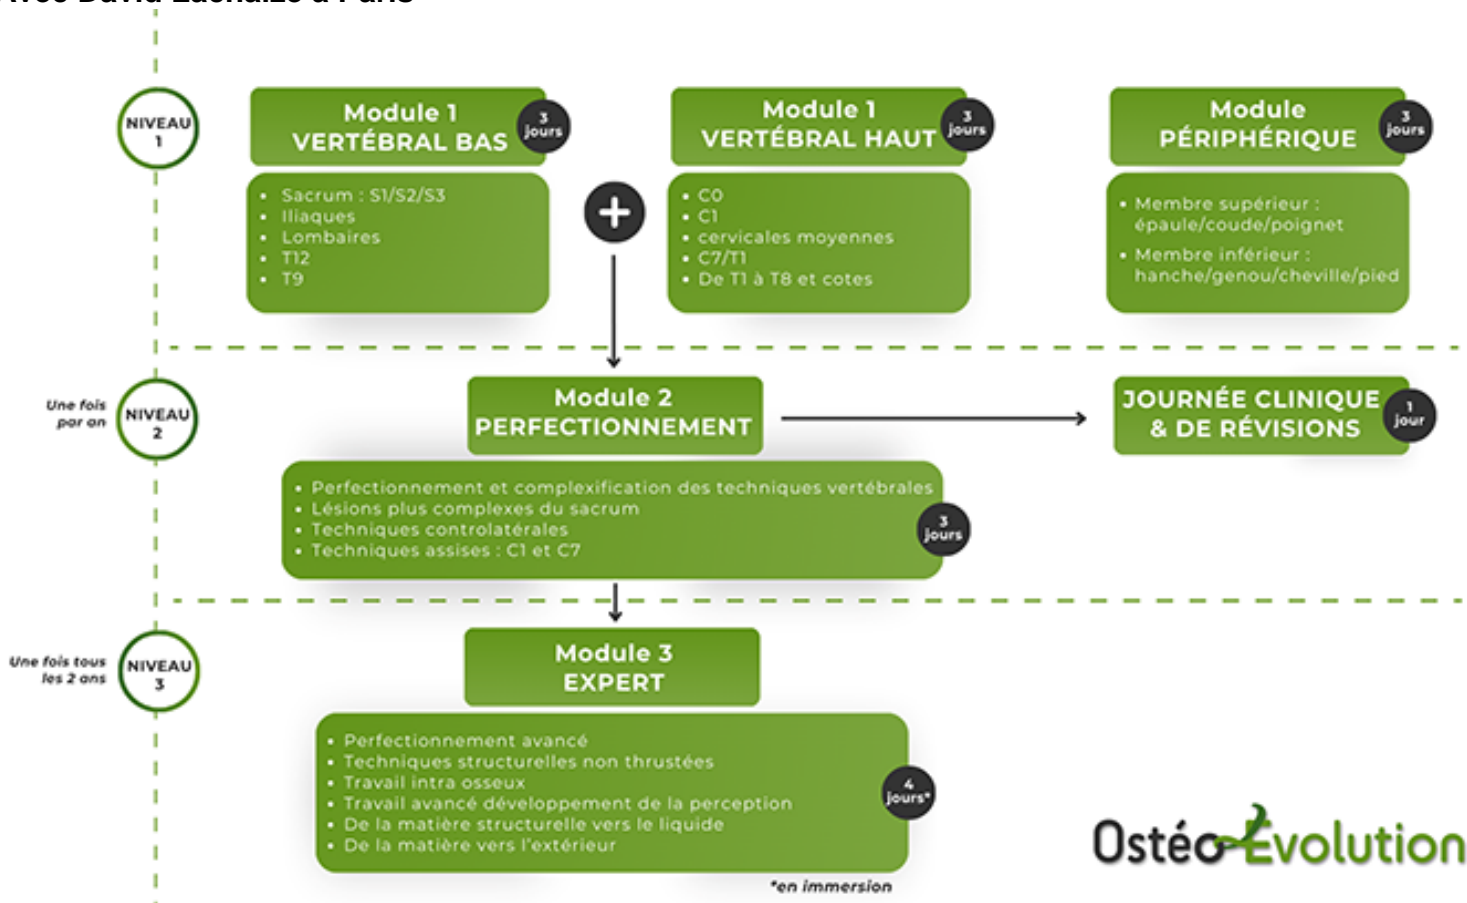 NIVEAU
1
Module 1
VERTÉBRAL BAS
3
jours
• Sacrum : S1/S2/S3
• Iliaques
• Lombaires
• T12
• T9
+
Module 1
VERTÉBRAL HAUT
3
jours
• C0
• C1
• cervicales moyennes
• C7/T1
• De T1 à T8 et cotes
Module
PÉRIPHÉRIQUE
3
jours
• Membre supérieur :
épaule/coude/poignet
• Membre inférieur :
hanche/genou/cheville/pied
Une fois
par an
NIVEAU
2
Module 2
PERFECTIONNEMENT
• Perfectionnement et complexification des techniques vertébrales
• Lésions plus complexes du sacrum
• Techniques controlatérales
• Techniques assises : C1 et C7
3
jours
JOURNÉE CLINIQUE
& DE RÉVISIONS
1
jour
Une fois tous
les 2 ans
NIVEAU
3
Module 3
EXPERT
• Perfectionnement avancé
• Techniques structurelles non thrustées
• Travail intra osseux
• Travail avancé développement de la perception
• De la matière structurelle vers le liquide
• De la matière vers l'extérieur
4
jours*
*en immersion
Ostéo Evolution